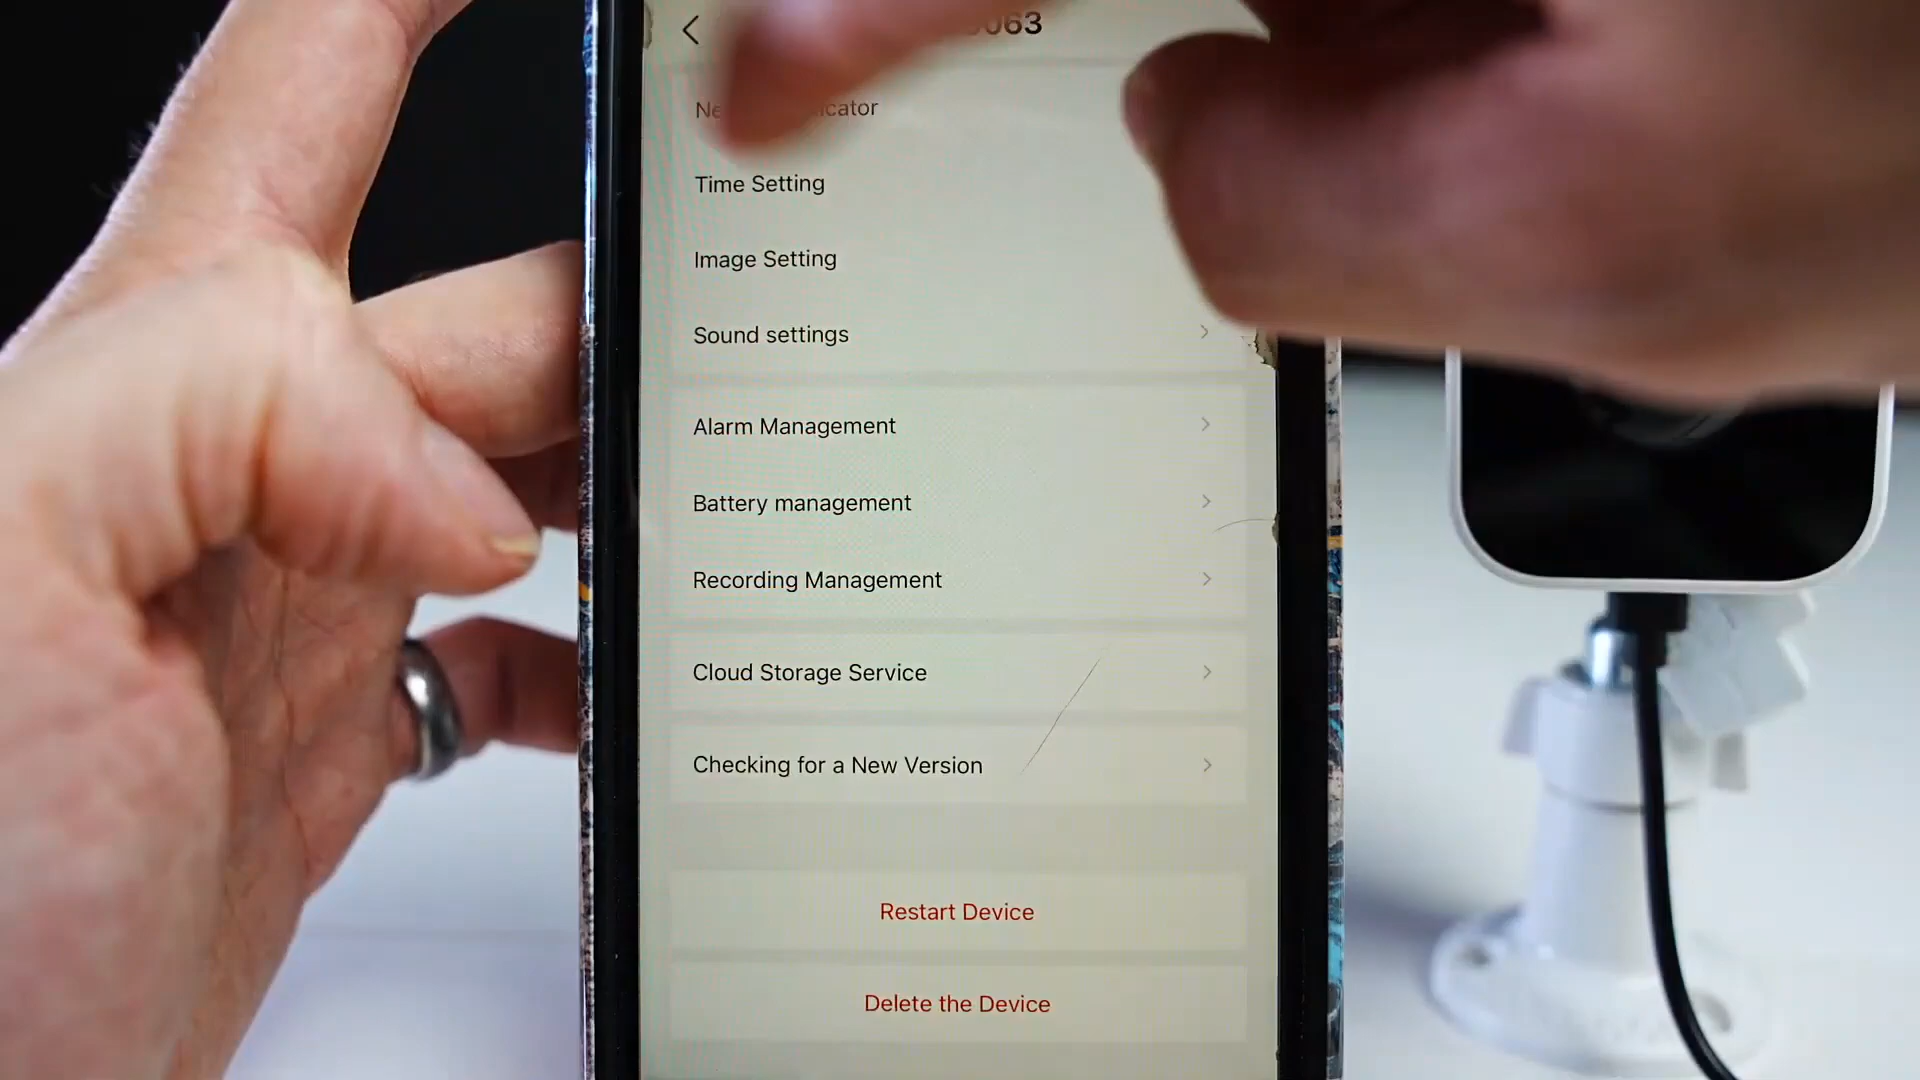 063
Time Setting
Image Setting
Sound settings
Alarm Management
Battery management
Recording Management
Cloud Storage Service
Checking for a New Version
Restart Device
Delete the Device